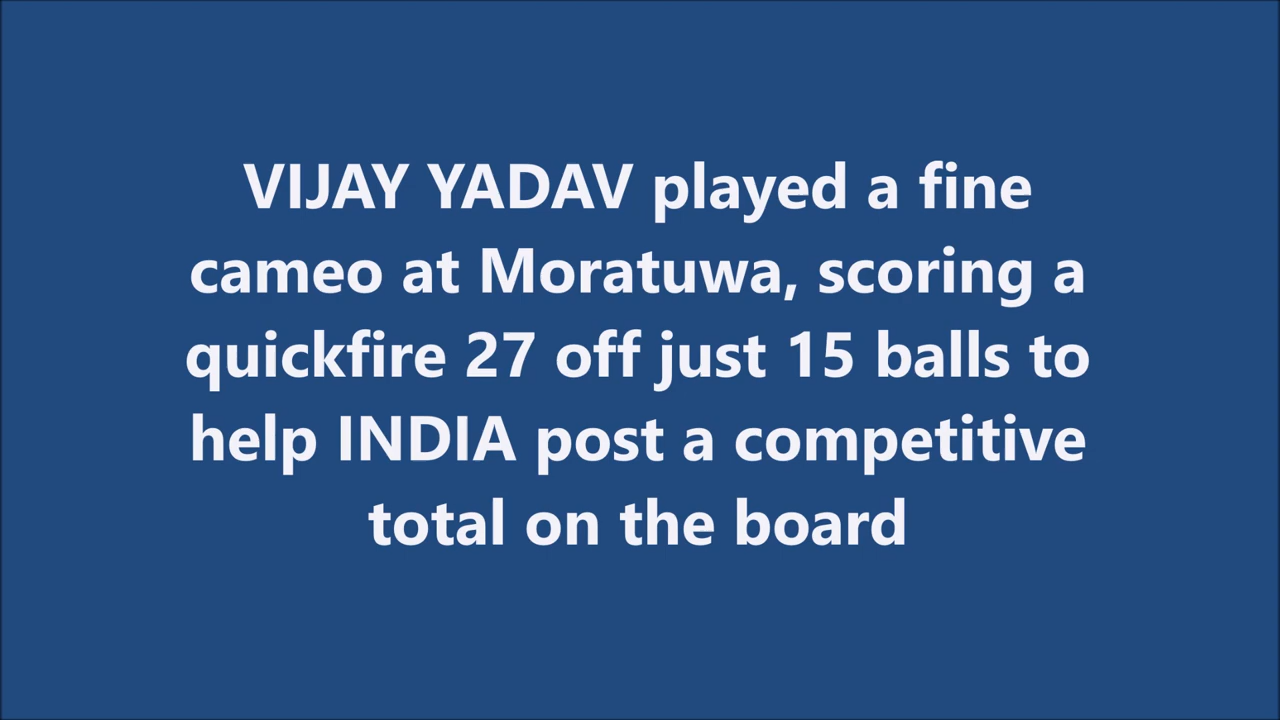 VIJAY YADAV played a fine
cameo at Moratuwa, scoring a
quickfire 27 off just 15 balls to
help INDIA post a competitive
total on the board